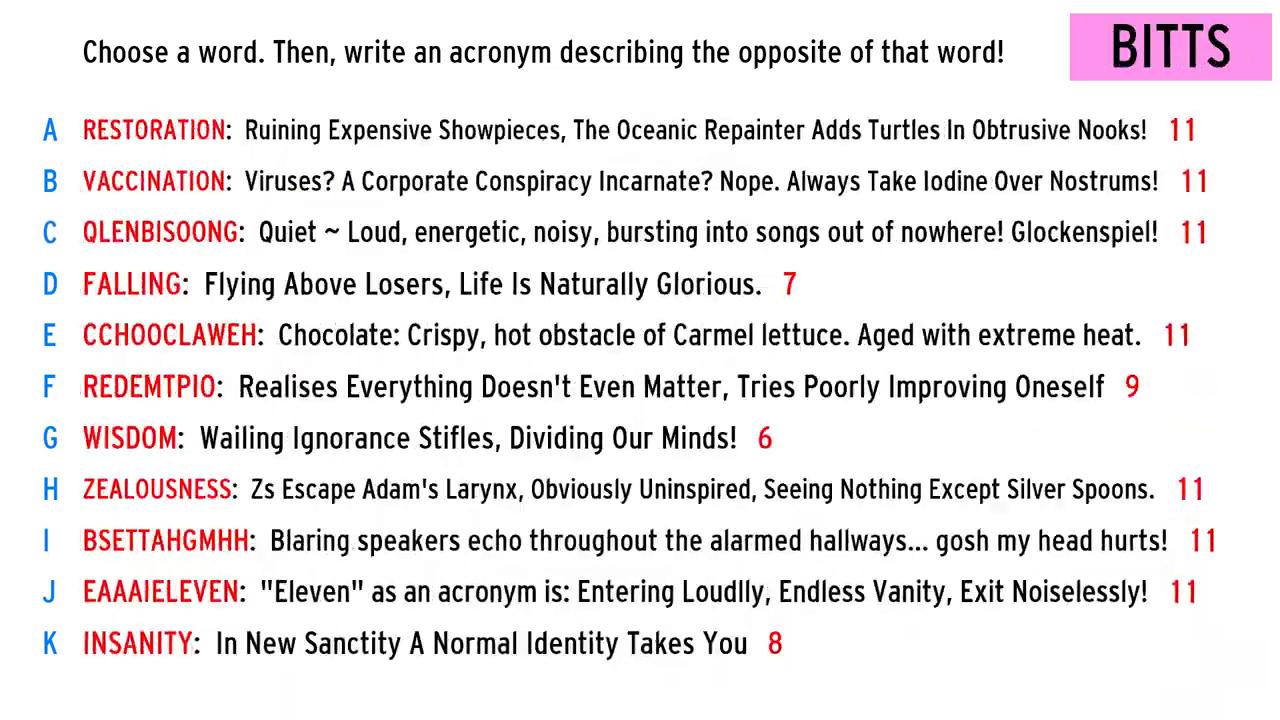 Choose a word. Then, write an acronym describing the opposite of that word!
BITTS
A RESTORATION: Ruining Expensive Showpieces, The Oceanic Repainter Adds Turtles In Obtrusive Nooks! 11
B VACCINATION: Viruses? A Corporate Conspiracy Incarnate? Nope. Always Take Iodine Over Nostrums! 11
C QLENBISOONG: Quiet ~ Loud, energetic, noisy, bursting into songs out of nowhere! Glockenspiel! 11
D FALLING: Flying Above Losers, Life Is Naturally Glorious. 7
E CCHOOCLAWEH: Chocolate: Crispy, hot obstacle of Carmel lettuce. Aged with extreme heat. 11
F REDEMTPIO: Realises Everything Doesn't Even Matter, Tries Poorly Improving Oneself 9
G WISDOM: Wailing Ignorance Stifles, Dividing Our Minds! 6
H ZEALOUSNESS: Zs Escape Adam's Larynx, Obviously Uninspired, Seeing Nothing Except Silver Spoons. 11
I BSETTAHGMHH: Blaring speakers echo throughout the alarmed hallways... gosh my head hurts! 11
J EAAAIELEVEN: "Eleven" as an acronym is: Entering Loudlly, Endless Vanity, Exit Noiselessly! 11
K INSANITY: In New Sanctity A Normal Identity Takes You 8